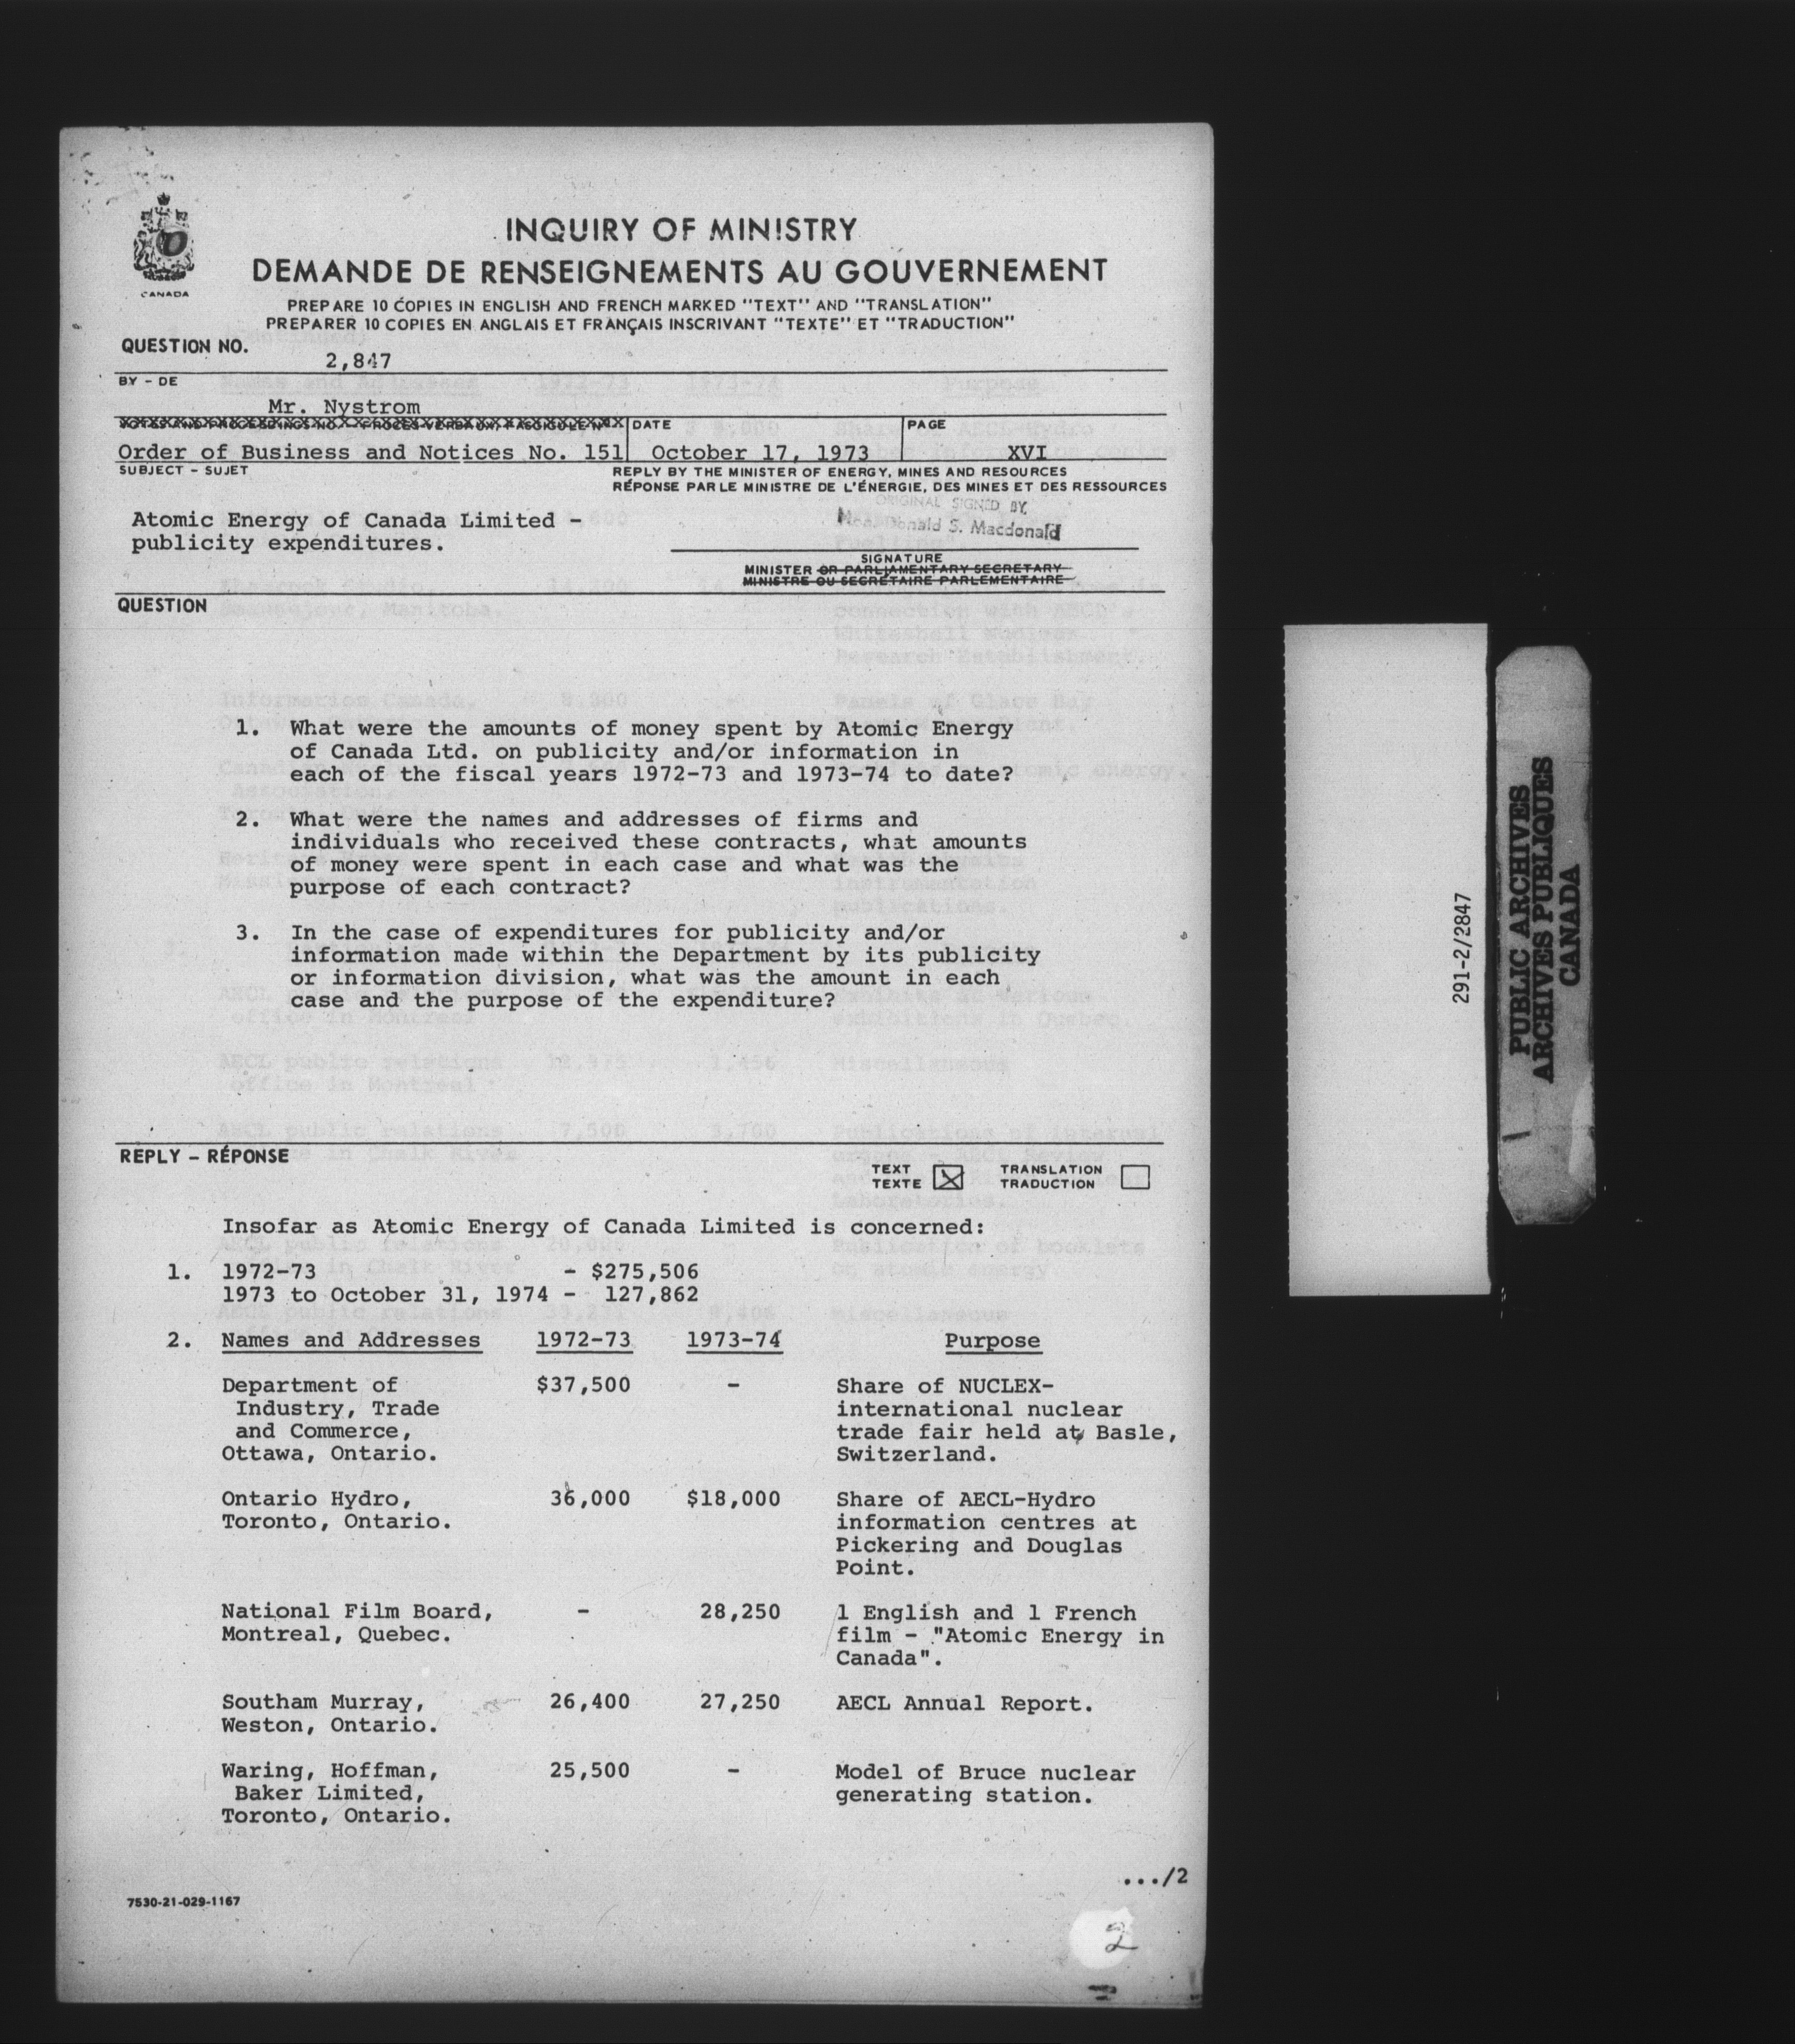 INQUIRY OF MINISTRY
DEMANDE DE RENSEIGNEMENTS AU GOUVERNEMENT
CANADA
PREPARE 10 COPIES IN ENGLISH AND FRENCH MARKED "TEXT" AND "TRANSLATION"
PREPARER 10 COPIES EN ANGLAIS ET FRANÇAIS INSCRIVANT "TEXTE" ET "TRADUCTION"
QUESTION NO.
2,847
BY - DE
Mr. Nystrom
DATE
PAGE
Order of Business and Notices No. 151
October 17, 1973
XVI
SUBJECT - SUJET
REPLY BY THE MINISTER OF ENERGY, MINES AND RESOURCES
RÉPONSE PAR LE MINISTRE DE L'ÉNERGIE, DES MINES ET DES RESSOURCES
Atomic Energy of Canada Limited -
publicity expenditures.
ORIGINAL SIGNED BY
Hon. Donald S. Macdonald
SIGNATURE
MINISTER OR PARLIAMENTARY SECRETARY
MINISTRE OU SECRÉTAIRE PARLEMENTAIRE
QUESTION
1. What were the amounts of money spent by Atomic Energy
of Canada Ltd. on publicity and/or information in
each of the fiscal years 1972-73 and 1973-74 to date?
2. What were the names and addresses of firms and
individuals who received these contracts, what amounts
of money were spent in each case and what was the
purpose of each contract?
3. In the case of expenditures for publicity and/or
information made within the Department by its publicity
or information division, what was the amount in each
case and the purpose of the expenditure?
REPLY - RÉPONSE
TEXT
TEXTE
TRANSLATION
TRADUCTION
Insofar as Atomic Energy of Canada Limited is concerned:
1. 1972-73 - $275,506
1973 to October 31, 1974 - 127,862
2. Names and Addresses 1972-73 1973-74 Purpose
Department of $37,500 - Share of NUCLEX-
Industry, Trade international nuclear
and Commerce, trade fair held at Basle,
Ottawa, Ontario. Switzerland.
Ontario Hydro, 36,000 $18,000 Share of AECL-Hydro
Toronto, Ontario. information centres at
Pickering and Douglas
Point.
National Film Board, - 28,250 1 English and 1 French
Montreal, Quebec. film - "Atomic Energy in
Canada".
Southam Murray, 26,400 27,250 AECL Annual Report.
Weston, Ontario.
Waring, Hoffman, 25,500 - Model of Bruce nuclear
Baker Limited, generating station.
Toronto, Ontario.
.../2
7530-21-029-1167
2
291-2/2847
PUBLIC ARCHIVES
ARCHIVES PUBLIQUES
CANADA